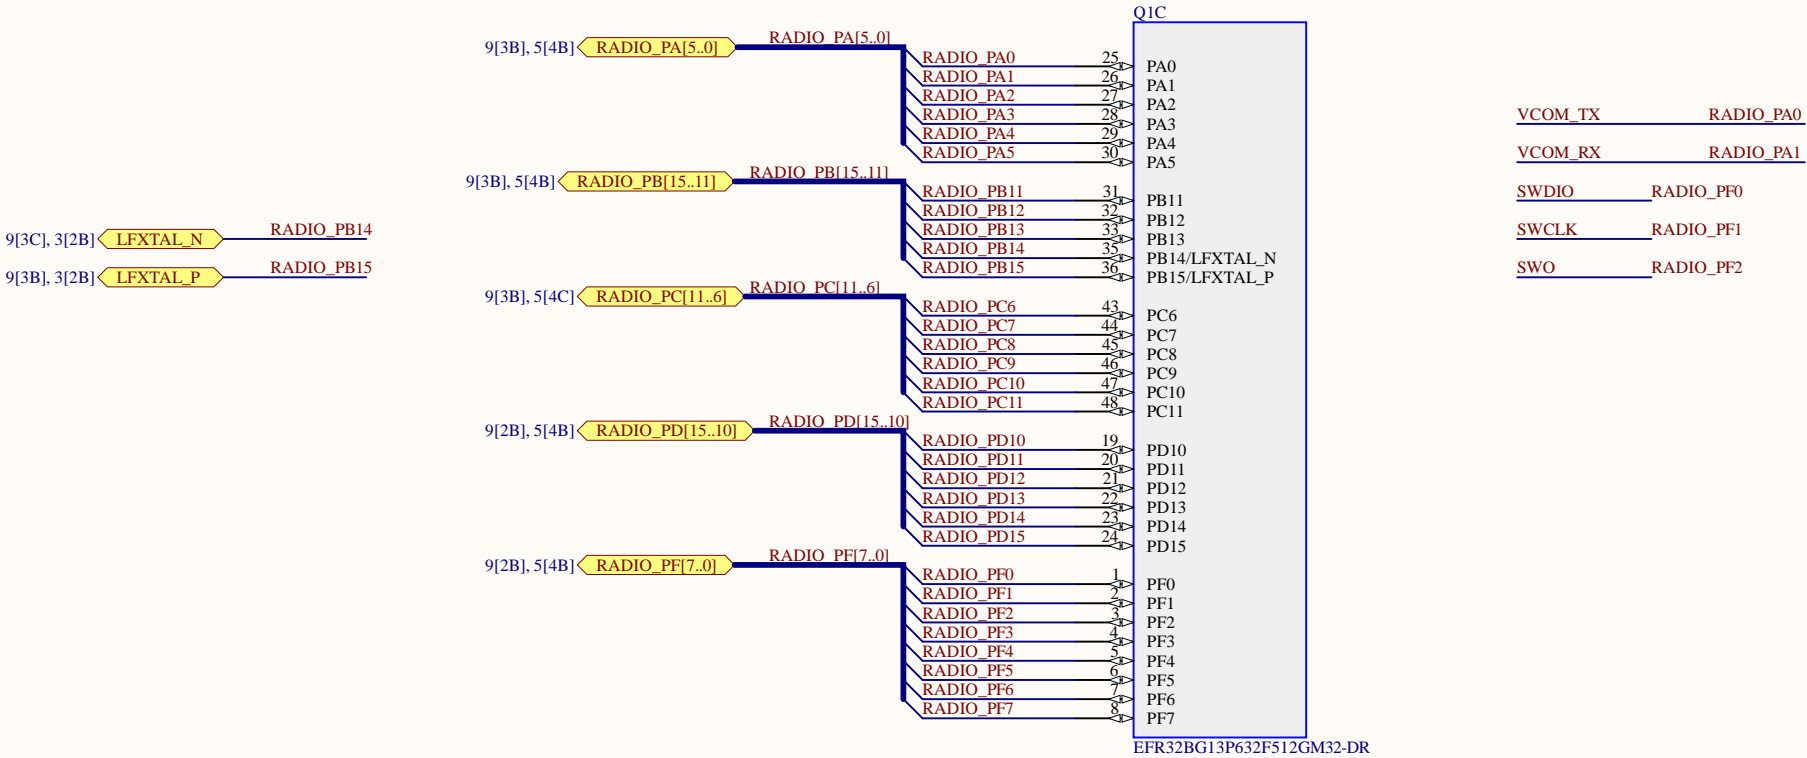 Q1C
9[3B], 5[4B] RADIO_PA[5..0] RADIO_PA[5..0]
RADIO_PA0 25 PA0
RADIO_PA1 26 PA1
RADIO_PA2 27 PA2
RADIO_PA3 28 PA3
RADIO_PA4 29 PA4
RADIO_PA5 30 PA5
9[3B], 5[4B] RADIO_PB[15..11] RADIO_PB[15..11]
RADIO_PB11 31 PB11
RADIO_PB12 32 PB12
RADIO_PB13 33 PB13
RADIO_PB14 35 PB14/LFXTAL_N
RADIO_PB15 36 PB15/LFXTAL_P
9[3C], 3[2B] LFXTAL_N RADIO_PB14
9[3B], 3[2B] LFXTAL_P RADIO_PB15
9[3B], 5[4C] RADIO_PC[11..6] RADIO_PC[11..6]
RADIO_PC6 43 PC6
RADIO_PC7 44 PC7
RADIO_PC8 45 PC8
RADIO_PC9 46 PC9
RADIO_PC10 47 PC10
RADIO_PC11 48 PC11
9[2B], 5[4B] RADIO_PD[15..10] RADIO_PD[15..10]
RADIO_PD10 19 PD10
RADIO_PD11 20 PD11
RADIO_PD12 21 PD12
RADIO_PD13 22 PD13
RADIO_PD14 23 PD14
RADIO_PD15 24 PD15
9[2B], 5[4B] RADIO_PF[7..0] RADIO_PF[7..0]
RADIO_PF0 1 PF0
RADIO_PF1 2 PF1
RADIO_PF2 3 PF2
RADIO_PF3 4 PF3
RADIO_PF4 5 PF4
RADIO_PF5 6 PF5
RADIO_PF6 7 PF6
RADIO_PF7 8 PF7
EFR32BG13P632F512GM32-DR
VCOM_TX RADIO_PA0
VCOM_RX RADIO_PA1
SWDIO RADIO_PF0
SWCLK RADIO_PF1
SWO RADIO_PF2